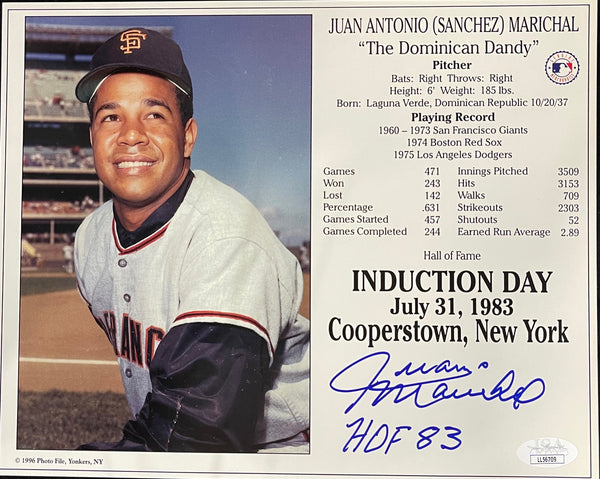 SF
JUAN ANTONIO (SANCHEZ) MARICHAL
“The Dominican Dandy”
Pitcher
Bats: Right Throws: Right
Height: 6' Weight: 185 lbs.
Born: Laguna Verde, Dominican Republic 10/20/37
Playing Record
1960 – 1973 San Francisco Giants
1974 Boston Red Sox
1975 Los Angeles Dodgers
Games 471 Innings Pitched 3509
Won 243 Hits 3153
Lost 142 Walks 709
Percentage .631 Strikeouts 2303
Games Started 457 Shutouts 52
Games Completed 244 Earned Run Average 2.89
Hall of Fame
INDUCTION DAY
July 31, 1983
Cooperstown, New York
Juan Marichal
HOF 83
JSA
LL56709
© 1996 Photo File, Yonkers, NY